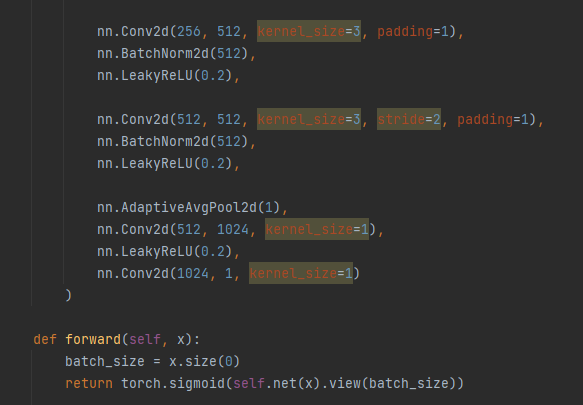 nn.Conv2d(256, 512, kernel_size=3, padding=1),
nn.BatchNorm2d(512),
nn.LeakyReLU(0.2),
nn.Conv2d(512, 512, kernel_size=3, stride=2, padding=1),
nn.BatchNorm2d(512),
nn.LeakyReLU(0.2),
nn.AdaptiveAvgPool2d(1),
nn.Conv2d(512, 1024, kernel_size=1),
nn.LeakyReLU(0.2),
nn.Conv2d(1024, 1, kernel_size=1)
)
def forward(self, x):
batch_size = x.size(0)
return torch.sigmoid(self.net(x).view(batch_size))